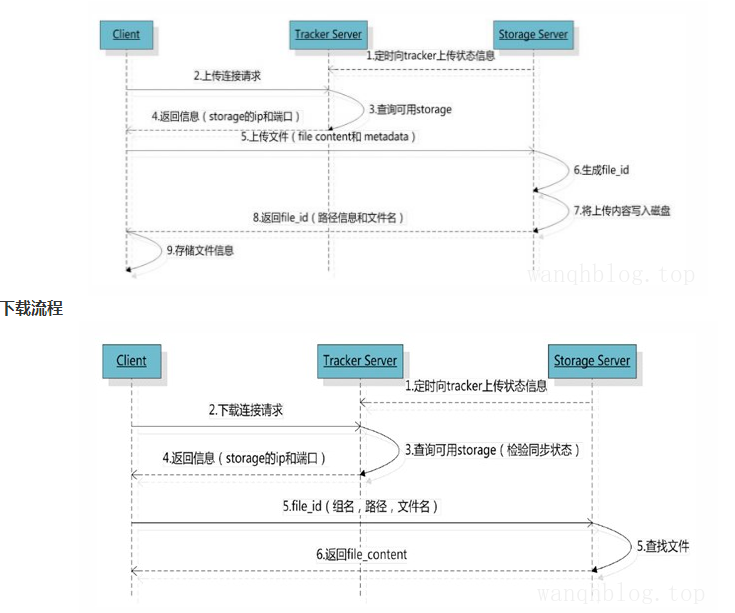 Client Tracker Server Storage Server
1.定时向tracker上传状态信息
2.上传连接请求
3.查询可用storage
4.返回信息（storage的ip和端口）
5.上传文件（file content和 metadata）
6.生成file_id
7.将上传内容写入磁盘
8.返回file_id（路径信息和文件名）
9.存储文件信息
wanqhblog.top
下载流程
Client Tracker Server Storage Server
1.定时向tracker上传状态信息
2.下载连接请求
3.查询可用storage（检验同步状态）
4.返回信息（storage的ip和端口）
5.file_id（组名，路径，文件名）
5.查找文件
6.返回file_content
wanqhblog.top